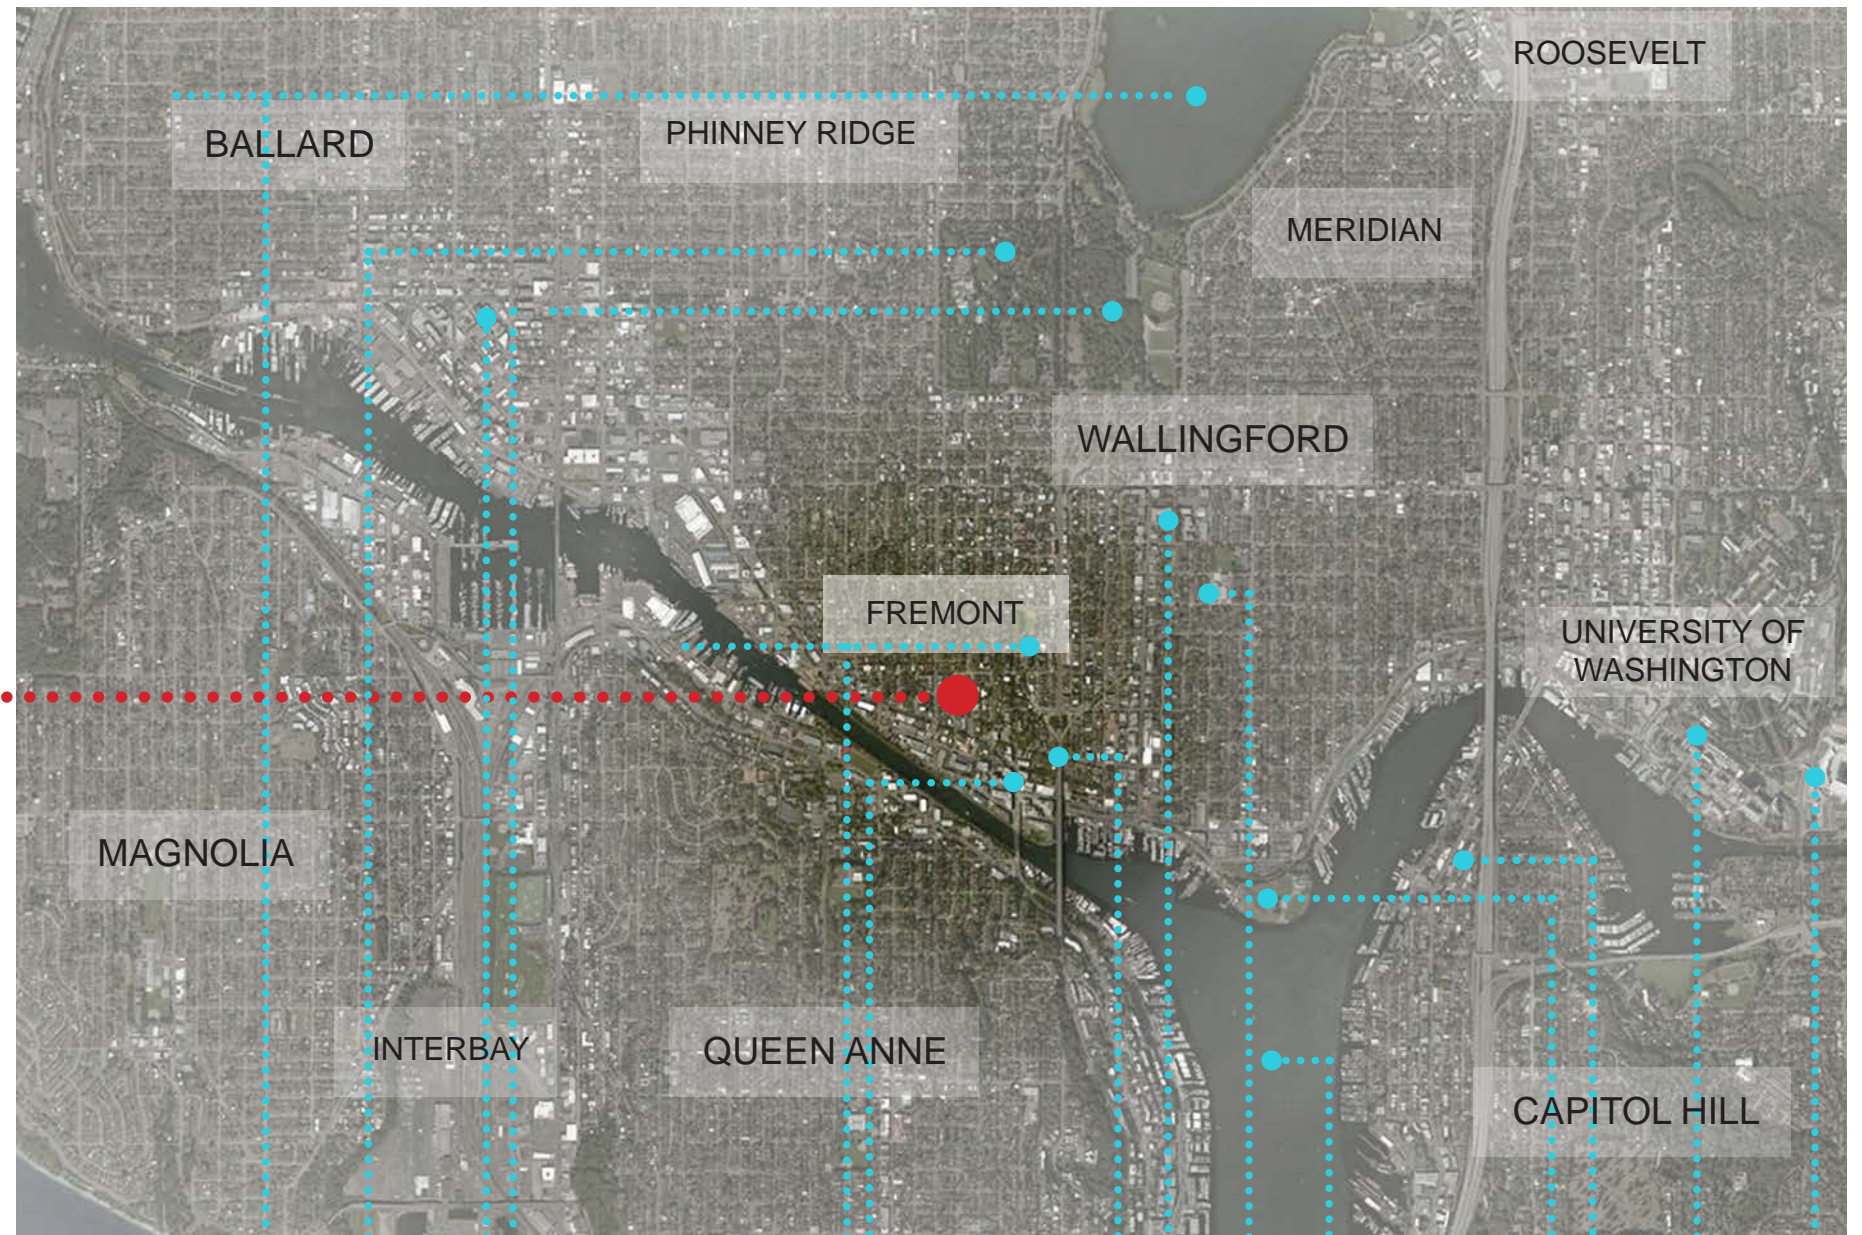 ROOSEVELT
BALLARD
PHINNEY RIDGE
MERIDIAN
WALLINGFORD
FREMONT
UNIVERSITY OF
WASHINGTON
MAGNOLIA
INTERBAY
QUEEN ANNE
CAPITOL HILL